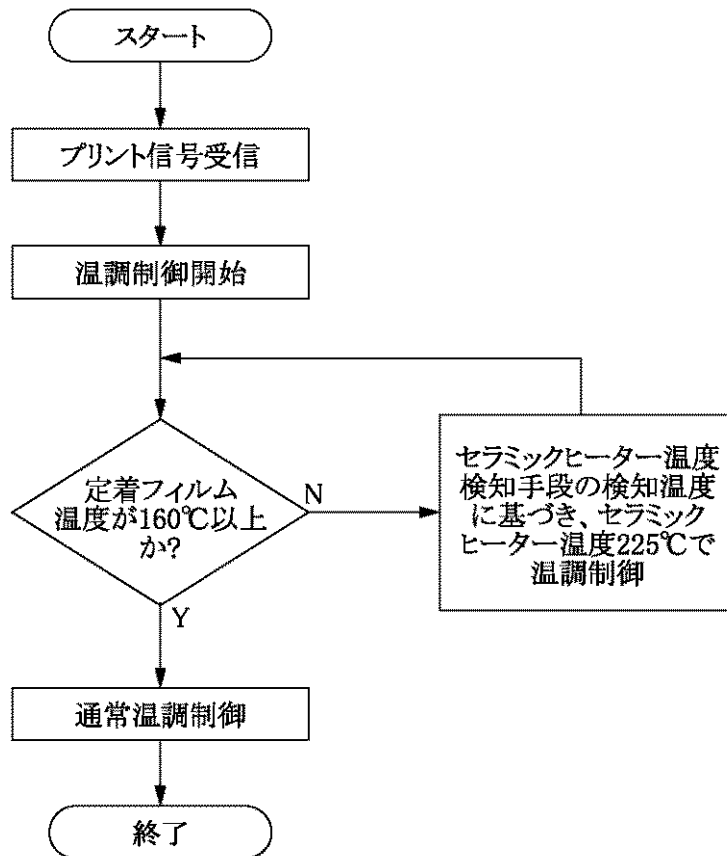 スタート
プリント信号受信
温調制御開始
定着フィルム
温度が160℃以上
か?
N
セラミックヒーター温度
検知手段の検知温度
に基づき、セラミック
ヒーター温度225℃で
温調制御
Y
通常温調制御
終了